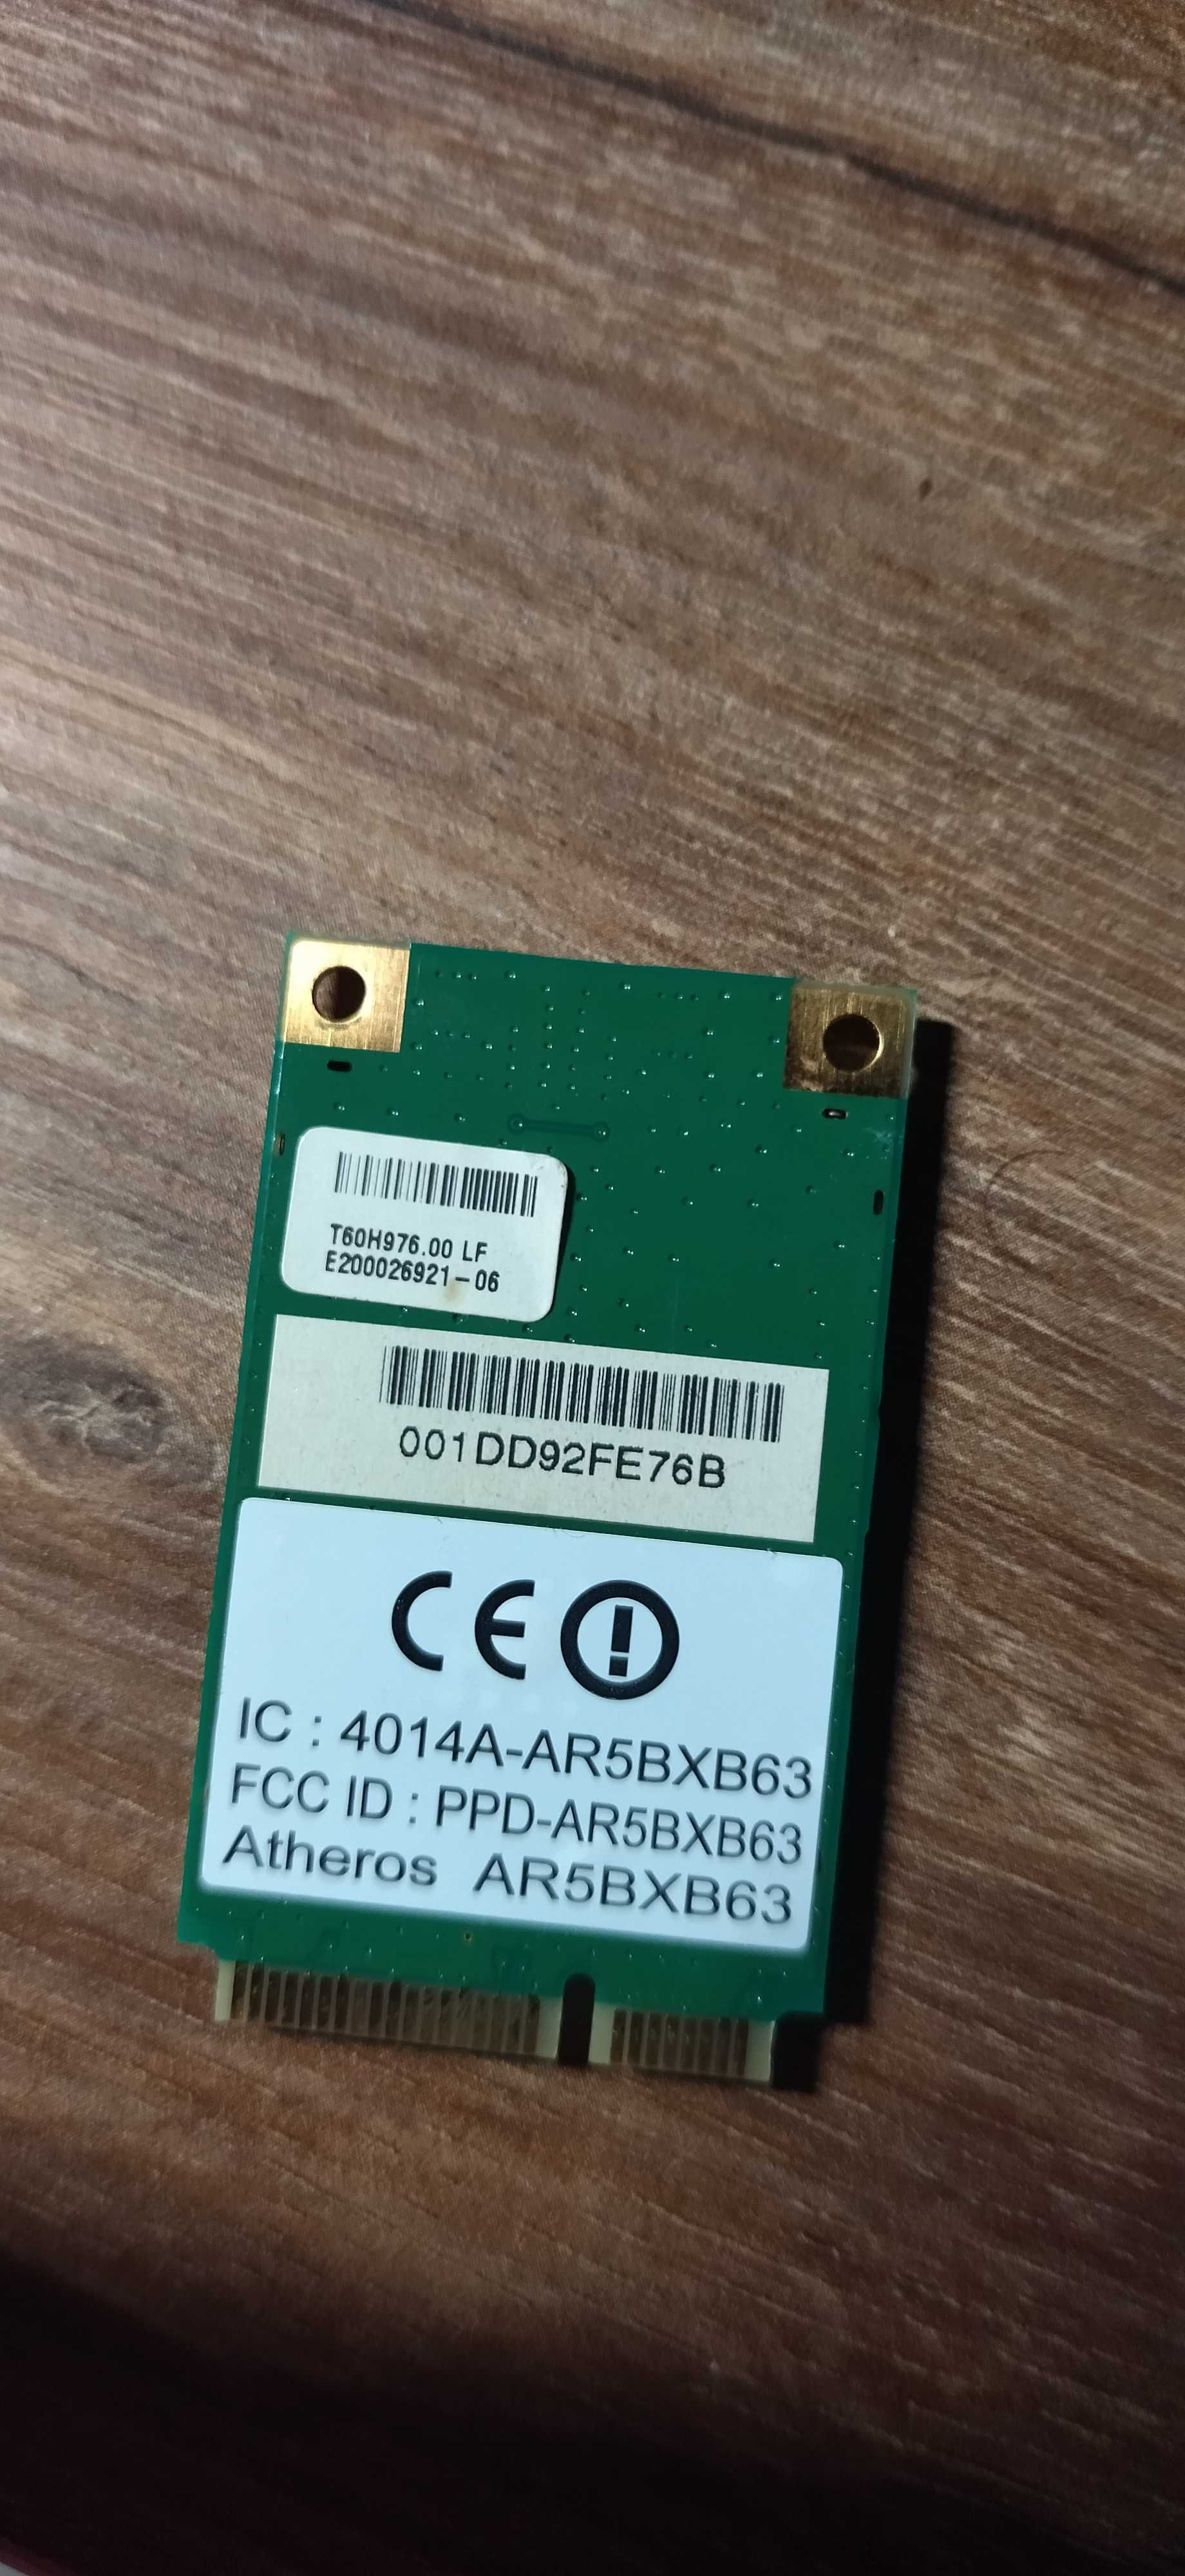 T60H976.00 LF
E200026921-06
001DD92FE76B
CE
IC : 4014A-AR5BXB63
FCC ID : PPD-AR5BXB63
Atheros AR5BXB63